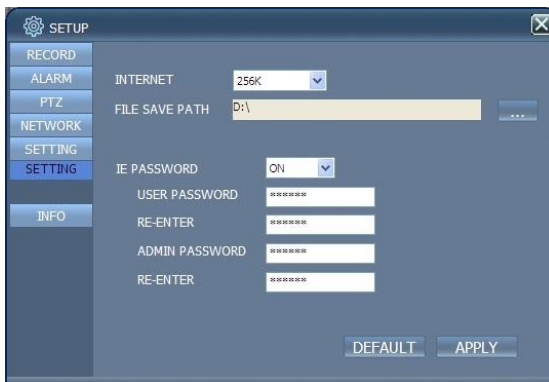 SETUP
RECORD
ALARM
PTZ
NETWORK
SETTING
SETTING
INFO
INTERNET 256K
FILE SAVE PATH D:\ ...
IE PASSWORD ON
USER PASSWORD ******
RE-ENTER ******
ADMIN PASSWORD ******
RE-ENTER ******
DEFAULT APPLY